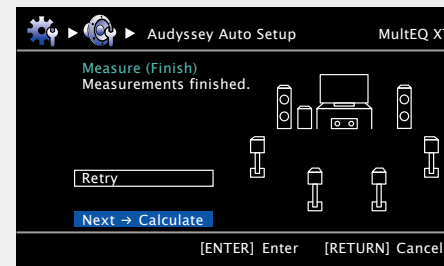 Audyssey Auto Setup MultEQ XT
Measure (Finish)
Measurements finished.
Retry
Next → Calculate
[ENTER] Enter [RETURN] Cancel